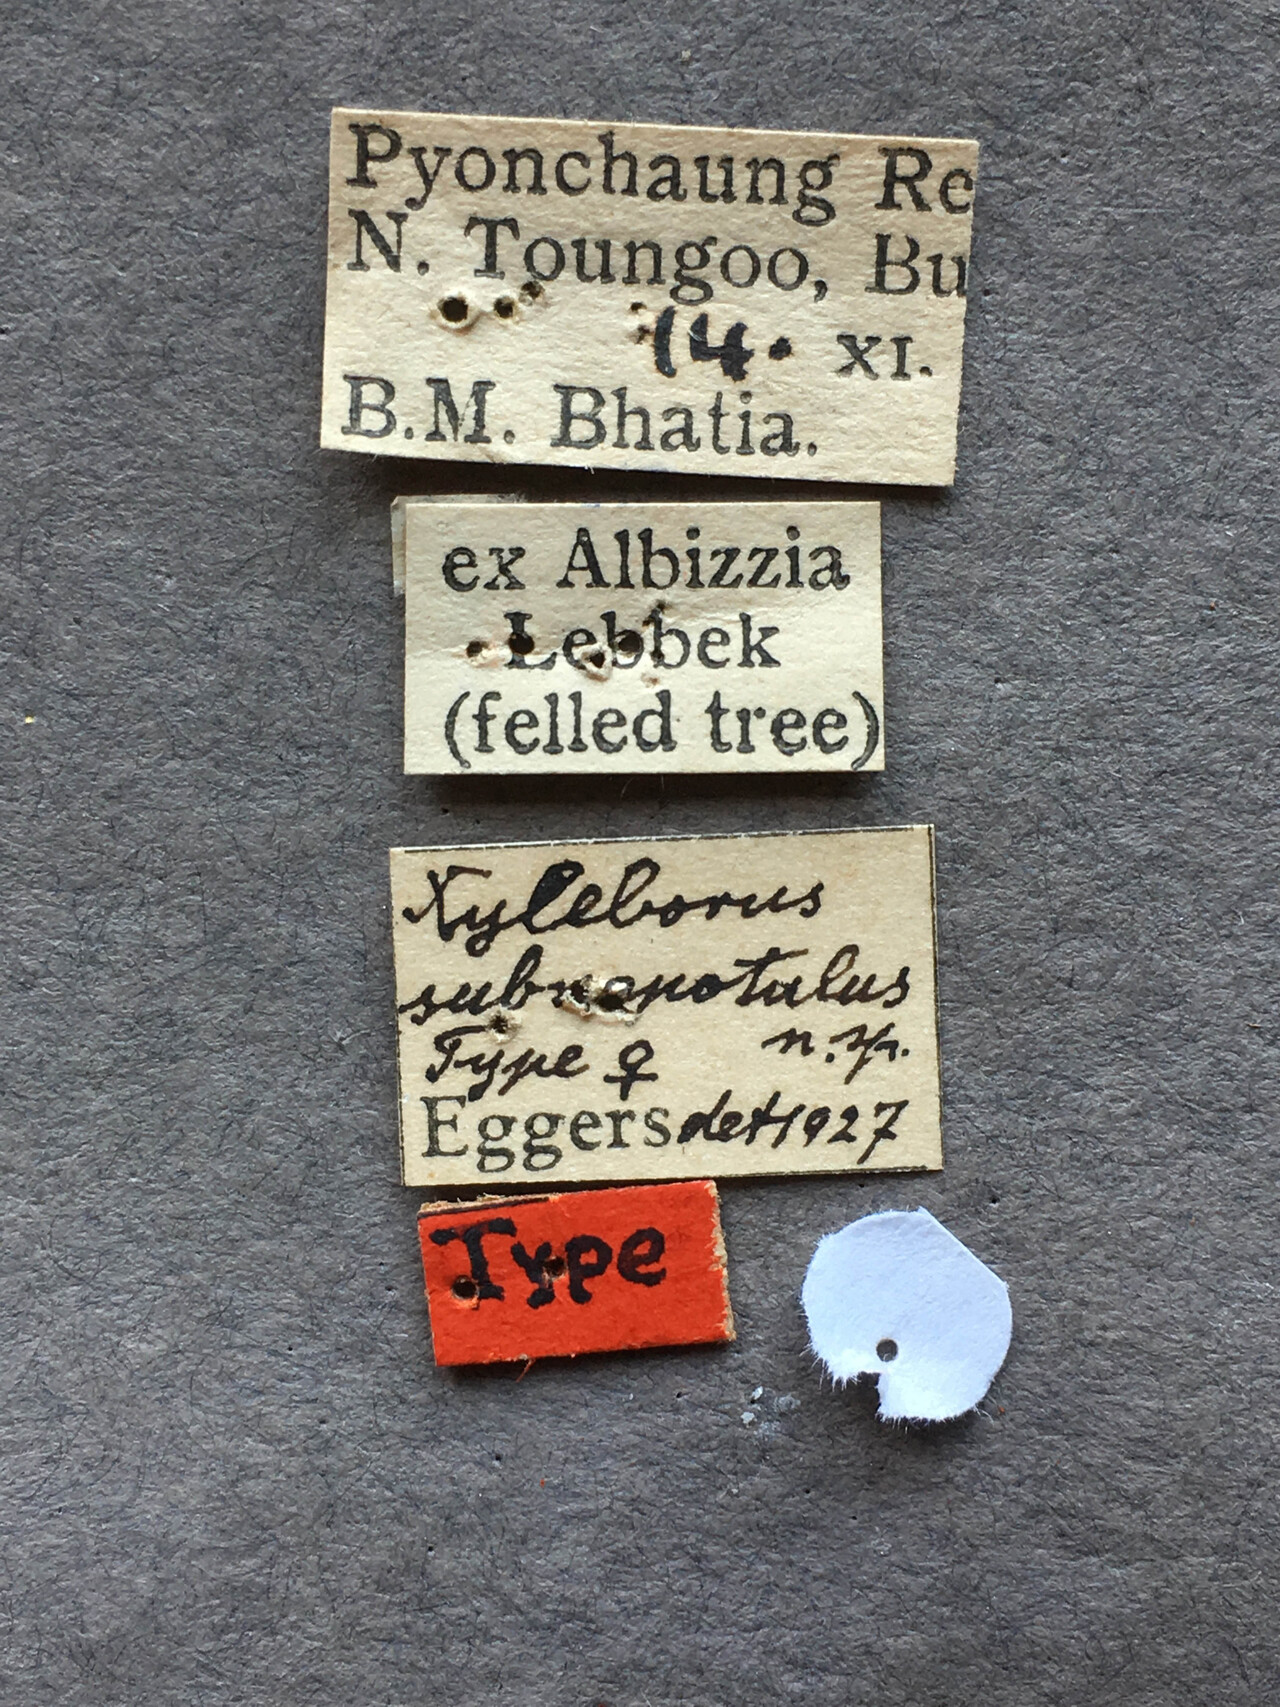 Pyonchaung Re
N. Toungoo, Bu
14. XI.
B.M. Bhatia.
ex Albizzia
Lebbek
(felled tree)
Xyleborus
subnepotulus
Type ♀ n. sp.
Eggers det 1927
Type